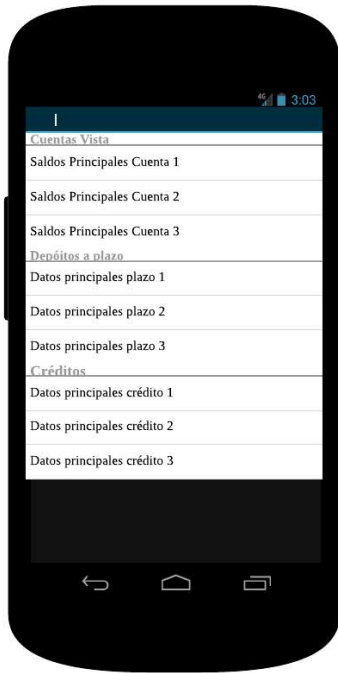 4G 3:03
Cuentas Vista
Saldos Principales Cuenta 1
Saldos Principales Cuenta 2
Saldos Principales Cuenta 3
Depóitos a plazo
Datos principales plazo 1
Datos principales plazo 2
Datos principales plazo 3
Créditos
Datos principales crédito 1
Datos principales crédito 2
Datos principales crédito 3